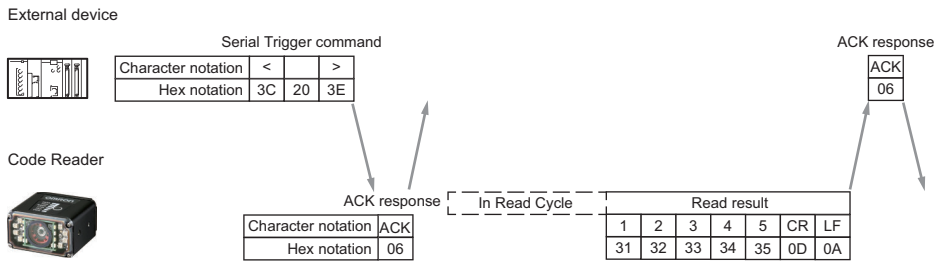 External device
Serial Trigger command
ACK response
Character notation < >
ACK
Hex notation 3C 20 3E
06
Code Reader
ACK response
In Read Cycle
Read result
Character notation ACK
1 2 3 4 5 CR LF
Hex notation 06
31 32 33 34 35 0D 0A
omron